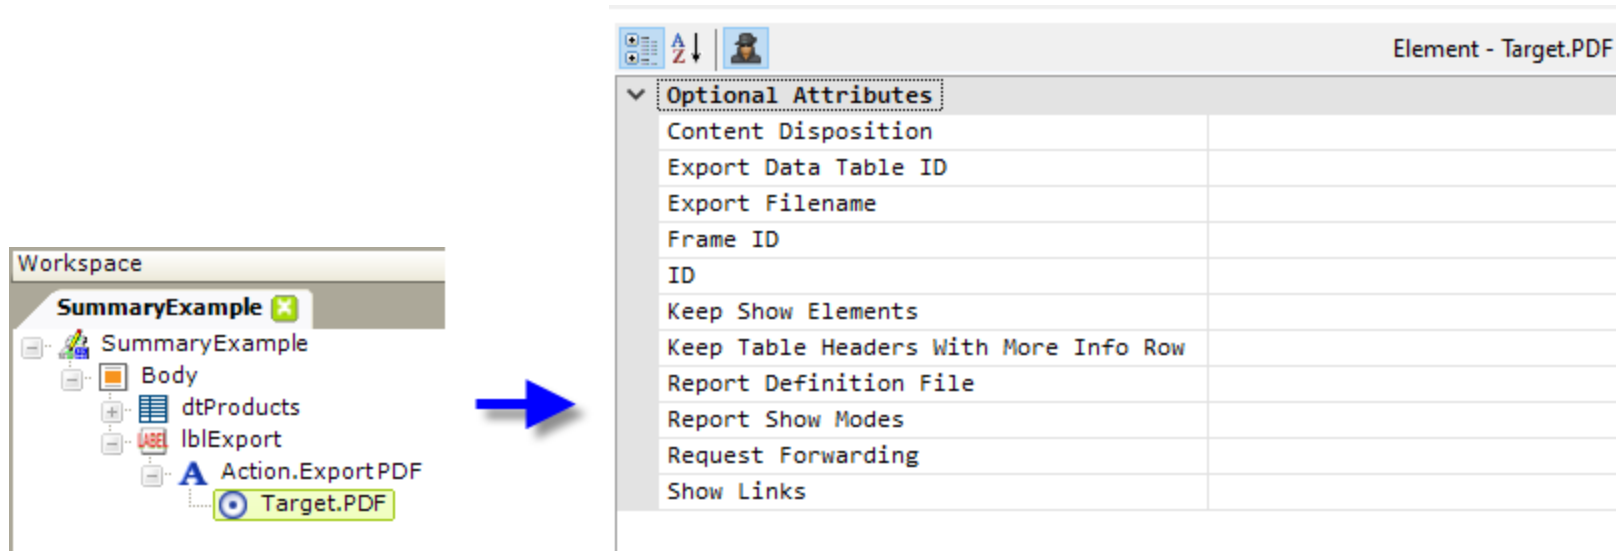 Workspace
SummaryExample
SummaryExample
Body
dtProducts
LABEL lblExport
A Action.ExportPDF
Target.PDF
A
Z
Element - Target.PDF
Optional Attributes
Content Disposition
Export Data Table ID
Export Filename
Frame ID
ID
Keep Show Elements
Keep Table Headers With More Info Row
Report Definition File
Report Show Modes
Request Forwarding
Show Links